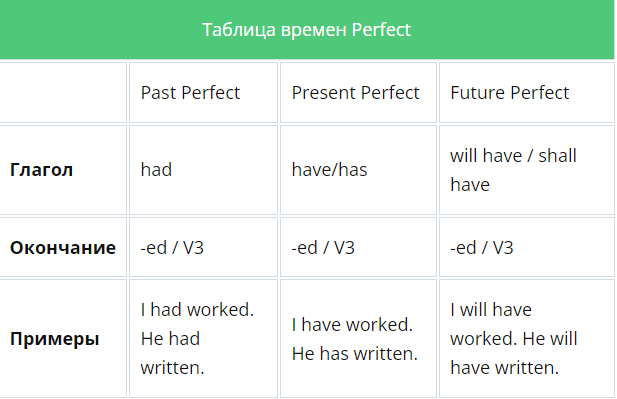 Таблица времен Perfect
Past Perfect Present Perfect Future Perfect
Глагол had have/has will have / shall
have
Окончание -ed / V3 -ed / V3 -ed / V3
Примеры
I had worked.
He had
written.
I have worked.
He has written.
I will have
worked. He will
have written.